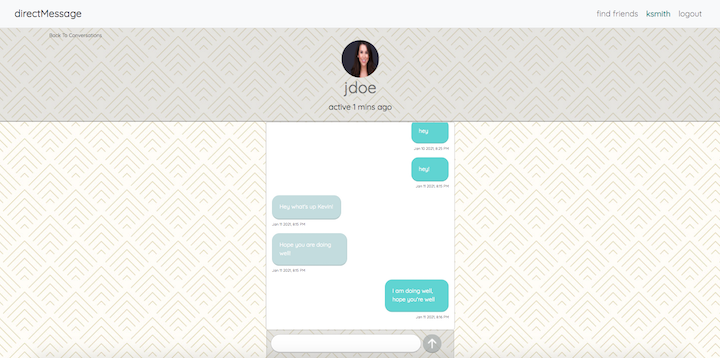 directMessage
find friends
ksmith
logout
Back To Conversations
jdoe
active 1 mins ago
hey
Jan 10 2021, 6:25 PM
hey!
Jan 11 2021, 8:15 PM
Hey what's up Kevin!
Jan 11 2021, 8:15 PM
Hope you are doing
well!
Jan 11 2021, 8:15 PM
I am doing well,
hope you're well
Jan 11 2021, 8:16 PM